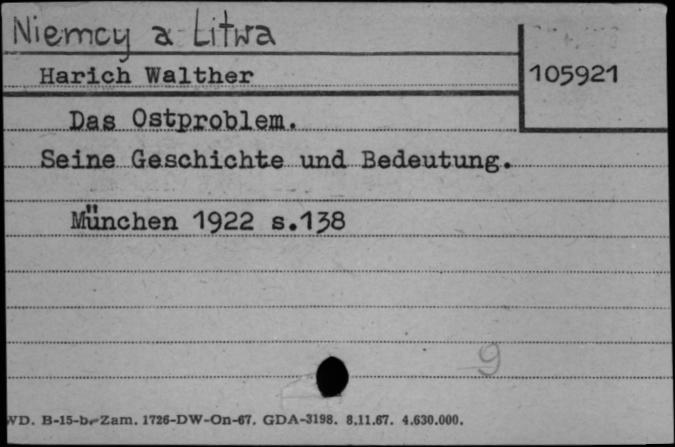 Niemcy a Litwa
Harich Walther
105921
Das Ostproblem.
Seine Geschichte und Bedeutung.
München 1922 s.138
9
WD. B-15-b. Zam. 1726-DW-On-67. GDA-3198. 8.11.67. 4.630.000.